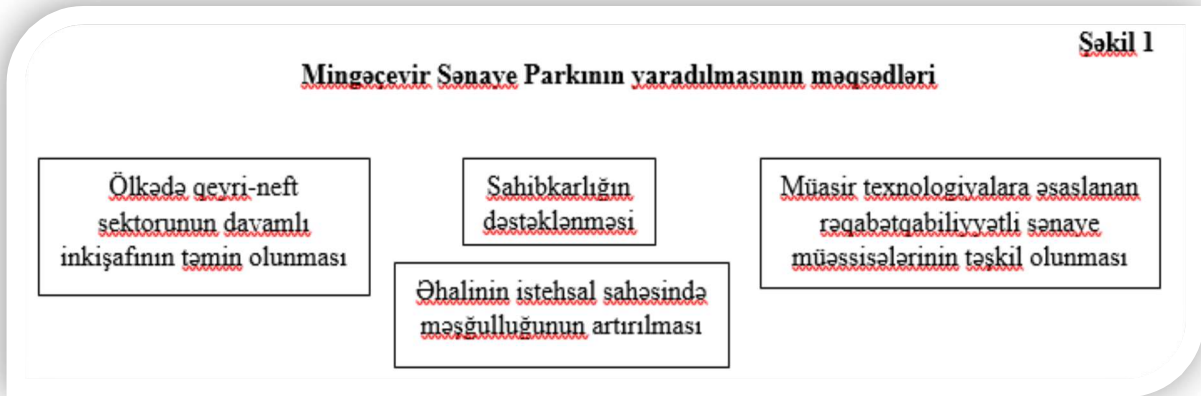 Şəkil 1
Mingəçevir Sənaye Parkının yaradılmasının məqsədləri
Ölkədə qeyri-neft
sektorunun davamlı
inkişafının təmin olunması
Sahibkarlığın
dəstəklənməsi
Müasir texnologiyalara əsaslanan
rəqabətqabiliyyətli sənaye
müəssisələrinin təşkil olunması
Əhalinin istehsal sahəsində
məşğulluğunun artırılması